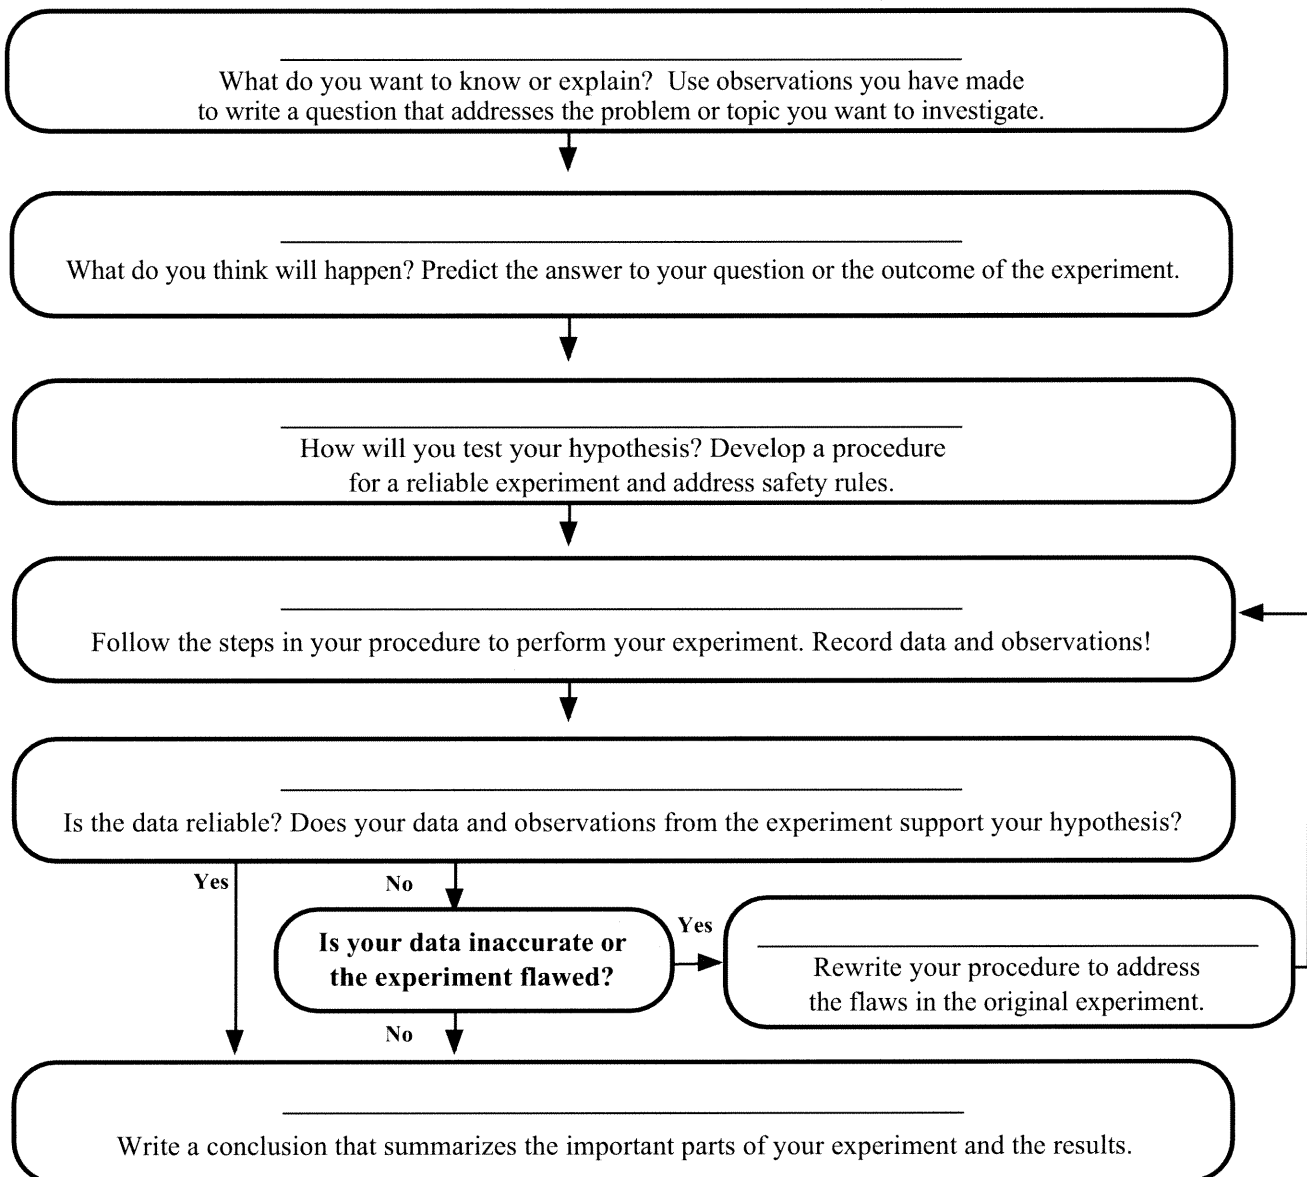 What do you want to know or explain? Use observations you have made
to write a question that addresses the problem or topic you want to investigate.
What do you think will happen? Predict the answer to your question or the outcome of the experiment.
How will you test your hypothesis? Develop a procedure
for a reliable experiment and address safety rules.
Follow the steps in your procedure to perform your experiment. Record data and observations!
Is the data reliable? Does your data and observations from the experiment support your hypothesis?
Yes
No
Is your data inaccurate or
the experiment flawed?
Yes
Rewrite your procedure to address
the flaws in the original experiment.
No
Write a conclusion that summarizes the important parts of your experiment and the results.